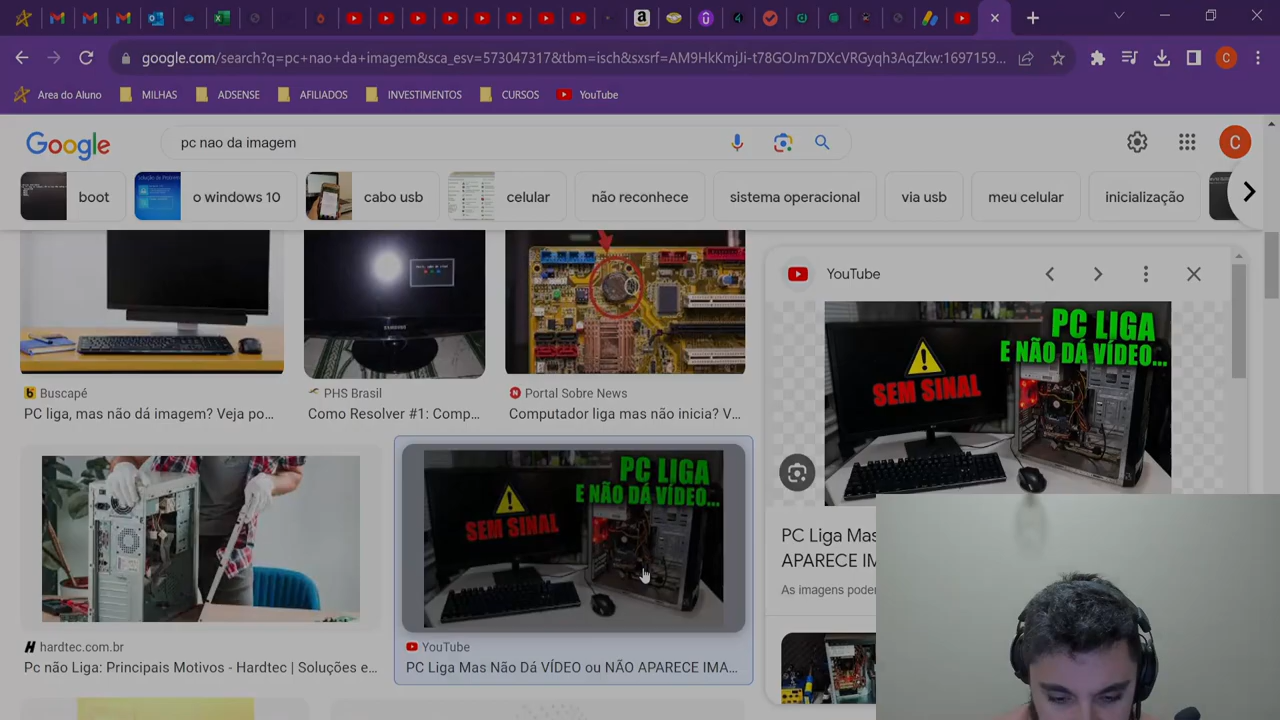 google.com/search?q=pc+nao+da+imagem&sca_esv=573047317&tbm=isch&sxsrf=AM9HkKmjJi-t78GOJm7DXcVRGyqh3AqZkw:1697159...
Area do Aluno
MILHAS
ADSENSE
AFILIADOS
INVESTIMENTOS
CURSOS
YouTube
Google
pc nao da imagem
C
boot
o windows 10
cabo usb
celular
não reconhece
sistema operacional
via usb
meu celular
inicialização
Buscapé
PC liga, mas não dá imagem? Veja po...
PHS Brasil
Como Resolver #1: Comp...
Portal Sobre News
Computador liga mas não inicia? V...
hardtec.com.br
Pc não Liga: Principais Motivos - Hardtec | Soluções e...
PC LIGA
E NÃO DÁ VÍDEO...
SEM SINAL
YouTube
PC Liga Mas Não Dá VÍDEO ou NÃO APARECE IMA...
YouTube
PC LIGA
E NÃO DÁ VÍDEO...
SEM SINAL
PC Liga Mas
APARECE IM
As imagens poder